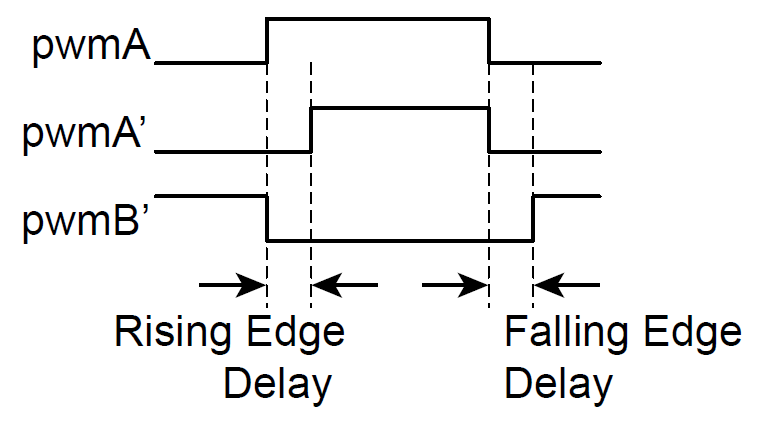 pwmA
pwmA’
pwmB’
Rising Edge
Delay
Falling Edge
Delay